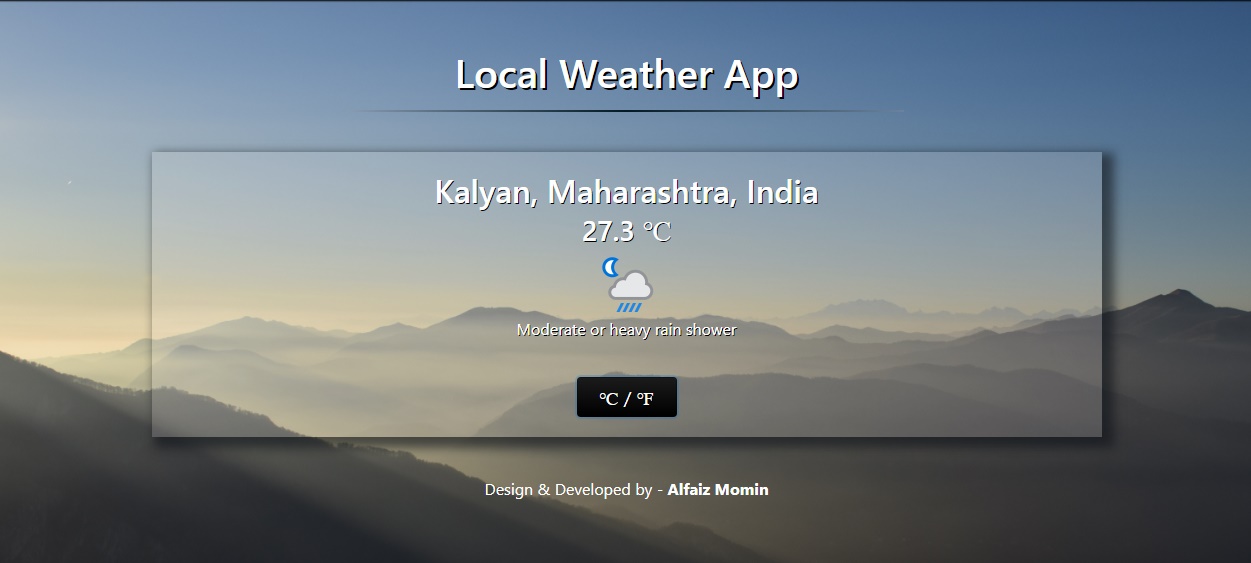 Local Weather App
Kalyan, Maharashtra, India
27.3 ℃
Moderate or heavy rain shower
℃ / ℉
Design & Developed by - Alfaiz Momin